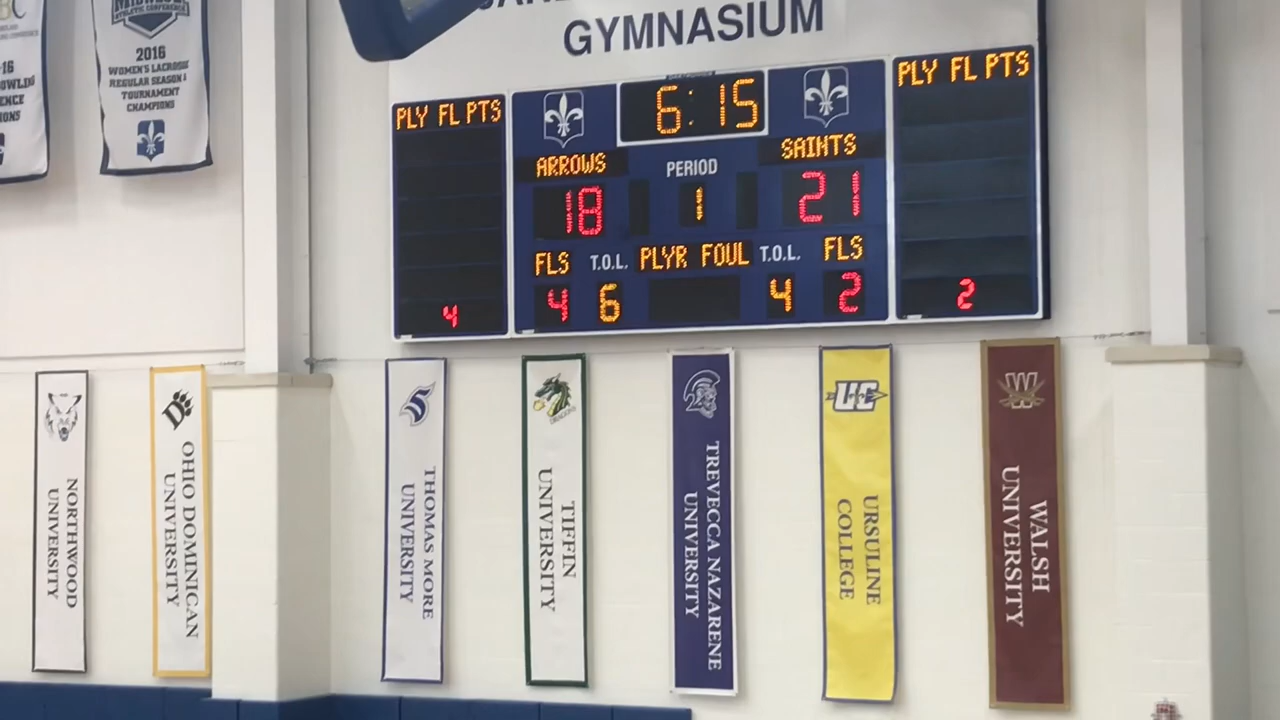 GYMNASIUM
2016
WOMEN'S LACROSSE
REGULAR SEASON &
TOURNAMENT
CHAMPIONS
PLY FL PTS
6:15
PLY FL PTS
ARROWS
PERIOD
SAINTS
18
1
21
FLS
T.O.L.
PLYR FOUL
T.O.L.
FLS
4
6
4
2
4
2
NORTHWOOD
UNIVERSITY
OHIO DOMINICAN
UNIVERSITY
THOMAS MORE
UNIVERSITY
DRAGONS
TIFFIN
UNIVERSITY
TREVECCA NAZARENE
UNIVERSITY
UC
URSULINE
COLLEGE
W
WALSH
UNIVERSITY